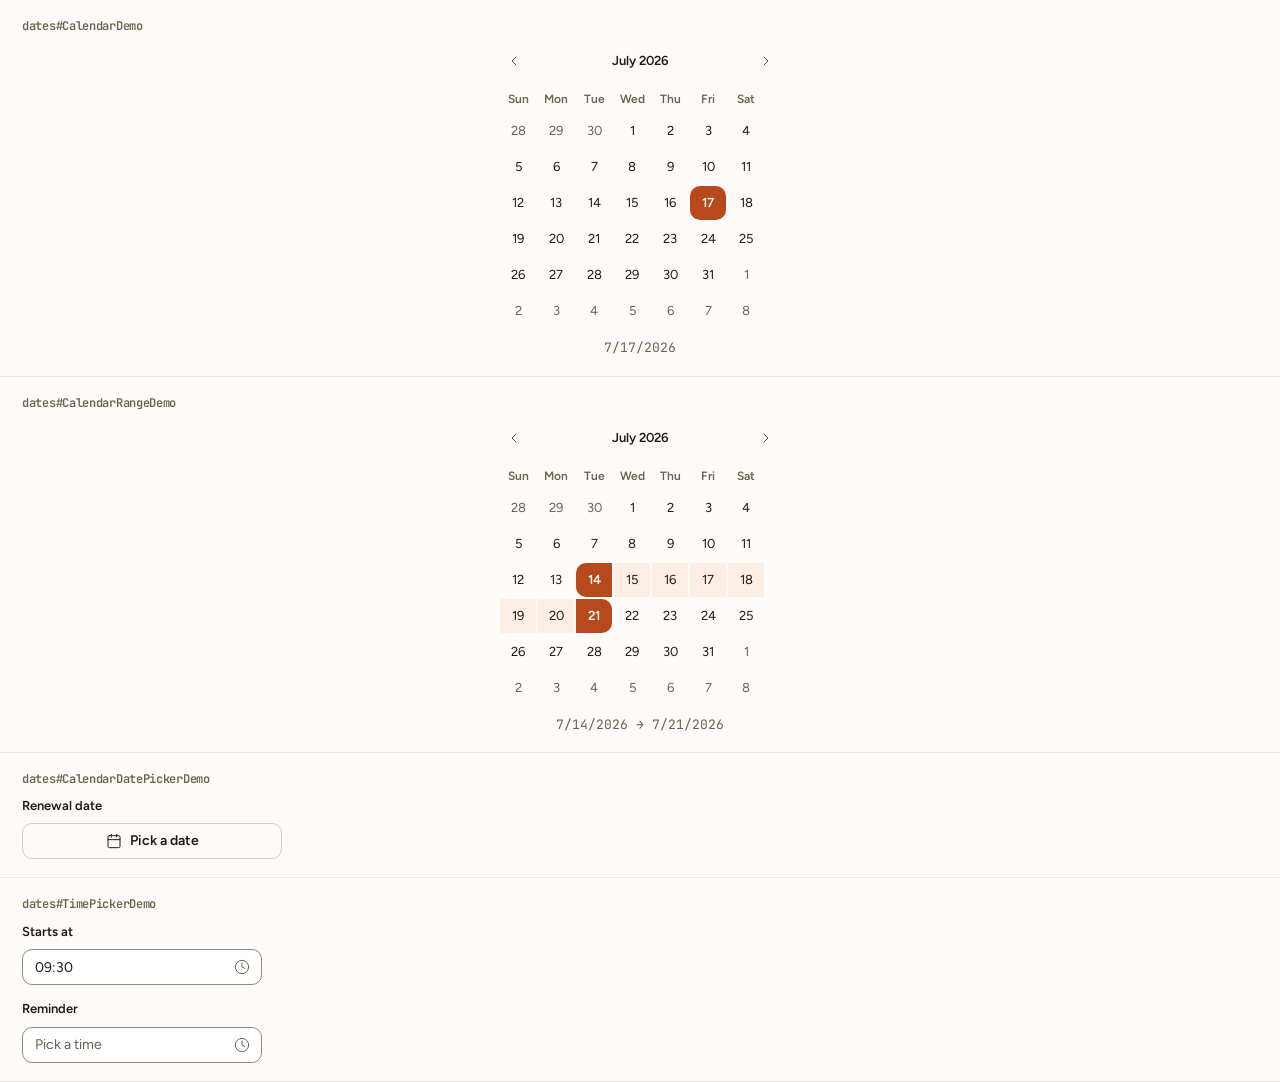 dates#CalendarDemo
July 2026
Sun Mon Tue Wed Thu Fri Sat
28 29 30 1 2 3 4
5 6 7 8 9 10 11
12 13 14 15 16 17 18
19 20 21 22 23 24 25
26 27 28 29 30 31 1
2 3 4 5 6 7 8
7/17/2026
dates#CalendarRangeDemo
July 2026
Sun Mon Tue Wed Thu Fri Sat
28 29 30 1 2 3 4
5 6 7 8 9 10 11
12 13 14 15 16 17 18
19 20 21 22 23 24 25
26 27 28 29 30 31 1
2 3 4 5 6 7 8
7/14/2026 → 7/21/2026
dates#CalendarDatePickerDemo
Renewal date
Pick a date
dates#TimePickerDemo
Starts at
09:30
Reminder
Pick a time